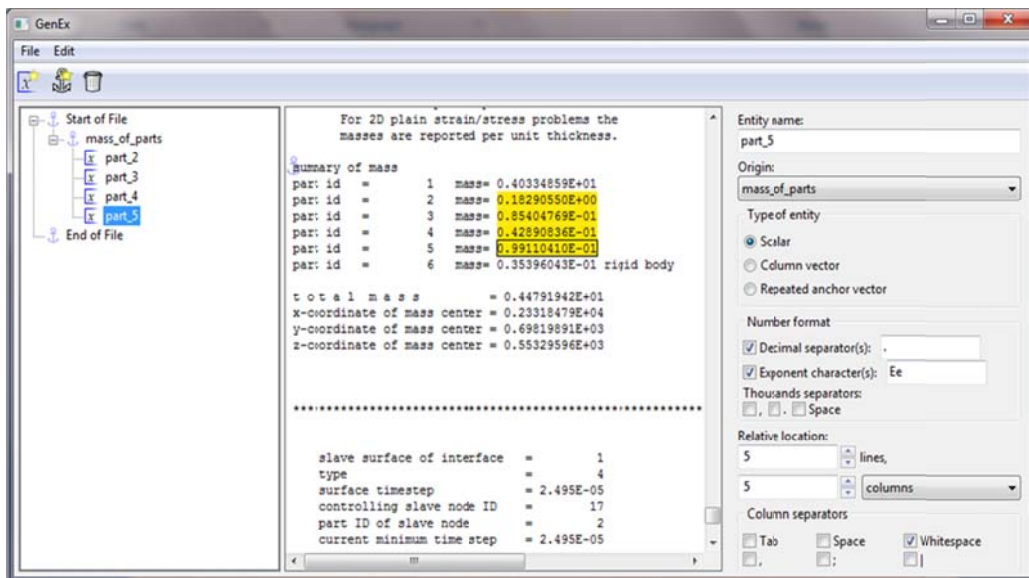 GenEx
File Edit
Start of File
mass_of_parts
part_2
part_3
part_4
part_5
End of File
For 2D plain strain/stress problems the
masses are reported per unit thickness.
summary of mass
part id = 1 mass= 0.40334859E+01
part id = 2 mass= 0.18290550E+00
part id = 3 mass= 0.85404769E-01
part id = 4 mass= 0.42890836E-01
part id = 5 mass= 0.99110410E-01
part id = 6 mass= 0.35396043E-01 rigid body
t o t a l m a s s = 0.44791942E+01
x-coordinate of mass center = 0.23318479E+04
y-coordinate of mass center = 0.69819891E+03
z-coordinate of mass center = 0.55329596E+03
slave surface of interface = 1
type = 4
surface timestep = 2.495E-05
controlling slave node ID = 17
part ID of slave node = 2
current minimum time step = 2.495E-05
Entity name:
part_5
Origin:
mass_of_parts
Type of entity
Scalar
Column vector
Repeated anchor vector
Number format
Decimal separator(s): .
Exponent character(s): Ee
Thousands separators:
, . Space
Relative location:
5 lines,
5 columns
Column separators
Tab Space Whitespace
, ; |